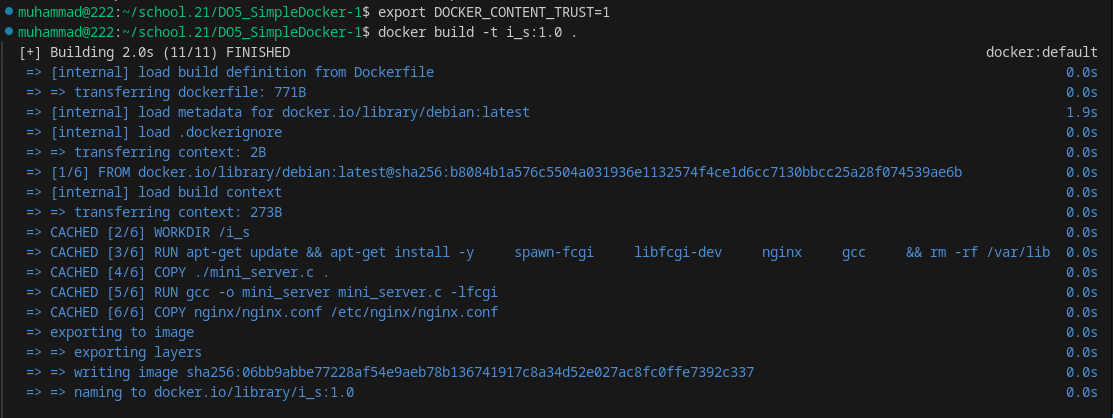 muhammad@222:~/school.21/DO5_SimpleDocker-1$ export DOCKER_CONTENT_TRUST=1
muhammad@222:~/school.21/DO5_SimpleDocker-1$ docker build -t i_s:1.0 .
[+] Building 2.0s (11/11) FINISHED docker:default
=> [internal] load build definition from Dockerfile 0.0s
=> => transferring dockerfile: 771B 0.0s
=> [internal] load metadata for docker.io/library/debian:latest 1.9s
=> [internal] load .dockerignore 0.0s
=> => transferring context: 2B 0.0s
=> [1/6] FROM docker.io/library/debian:latest@sha256:b8084b1a576c5504a031936e1132574f4ce1d6cc7130bbcc25a28f074539ae6b 0.0s
=> [internal] load build context 0.0s
=> => transferring context: 273B 0.0s
=> CACHED [2/6] WORKDIR /i_s 0.0s
=> CACHED [3/6] RUN apt-get update && apt-get install -y     spawn-fcgi     libfcgi-dev     nginx     gcc     && rm -rf /var/lib 0.0s
=> CACHED [4/6] COPY ./mini_server.c . 0.0s
=> CACHED [5/6] RUN gcc -o mini_server mini_server.c -lfcgi 0.0s
=> CACHED [6/6] COPY nginx/nginx.conf /etc/nginx/nginx.conf 0.0s
=> exporting to image 0.0s
=> => exporting layers 0.0s
=> => writing image sha256:06bb9abbe77228af54e9aeb78b136741917c8a34d52e027ac8fc0ffe7392c337 0.0s
=> => naming to docker.io/library/i_s:1.0 0.0s